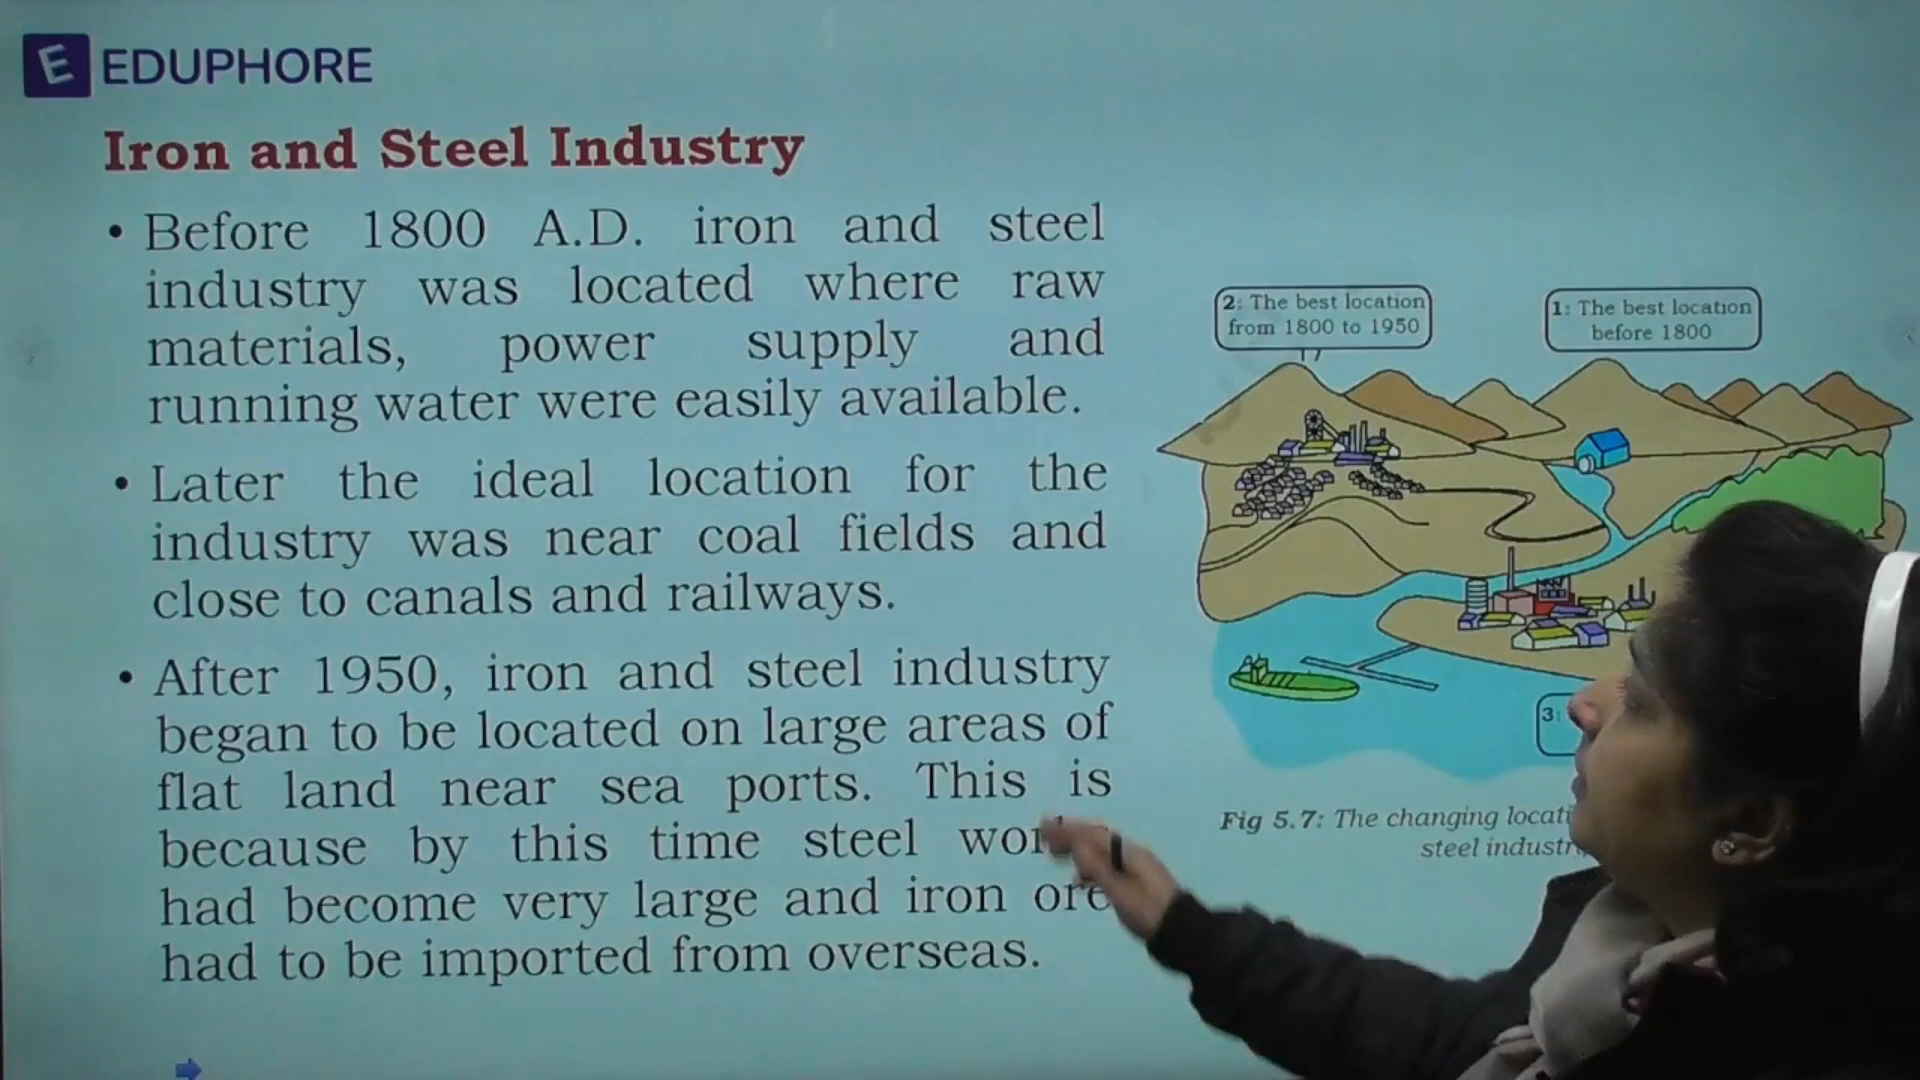 E EDUPHORE
Iron and Steel Industry
• Before 1800 A.D. iron and steel
industry was located where raw
materials, power supply and
running water were easily available.
• Later the ideal location for the
industry was near coal fields and
close to canals and railways.
• After 1950, iron and steel industry
began to be located on large areas of
flat land near sea ports. This is
because by this time steel
had become very large and iron ore
had to be imported from overseas.
2: The best location
from 1800 to 1950
1: The best location
before 1800
3:
Fig 5.7: The changing
steel